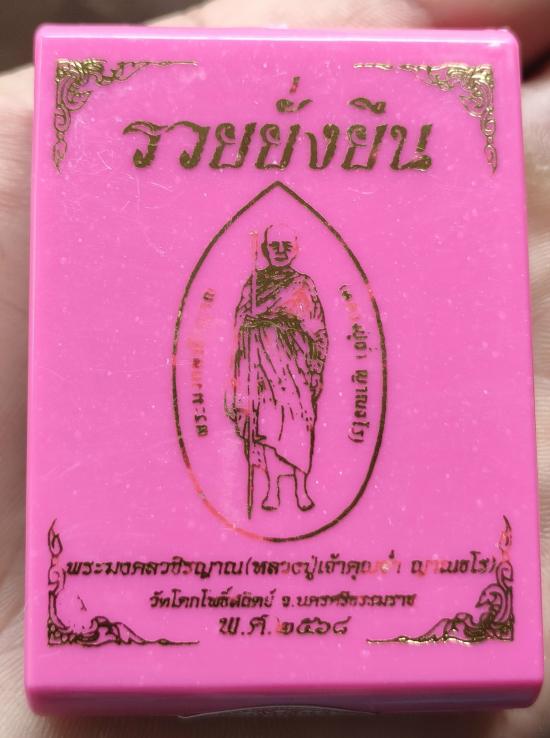 รวยยั่งยืน
พระมงคลวชิรญาณ(หลวงปู่เจ้าคุณ ญาณธโร)
วัดโคกโพธิ์สถิตย์ จ.นครศรีธรรมราช
พ.ศ.๒๕๖๘